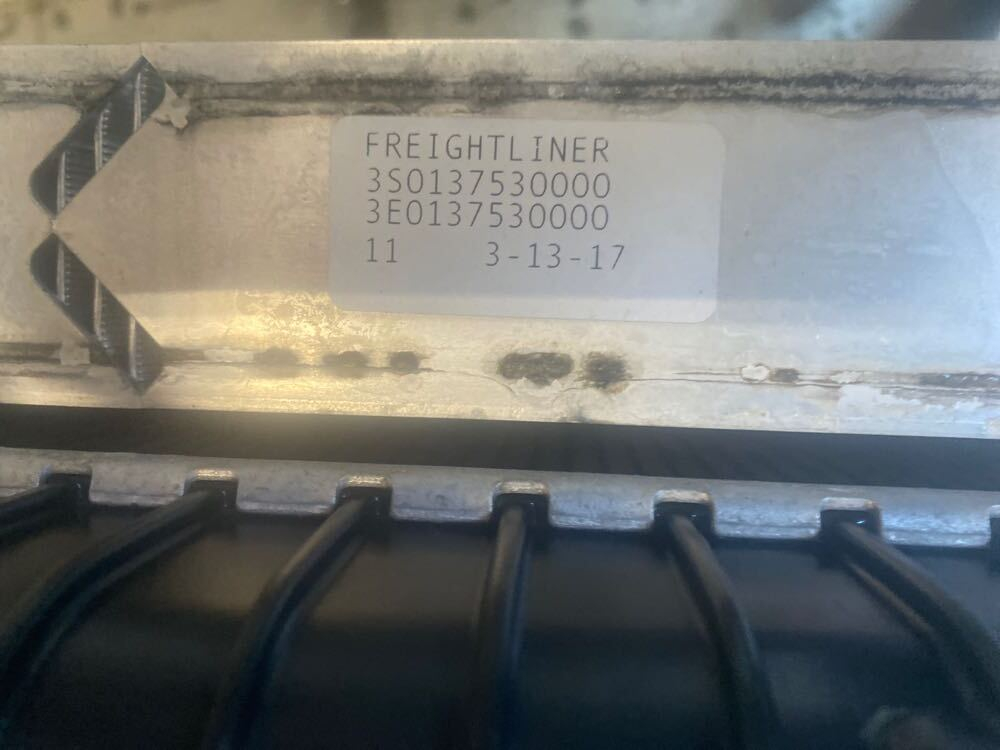 FREIGHTLINER
3S0137530000
3E0137530000
11 3-13-17